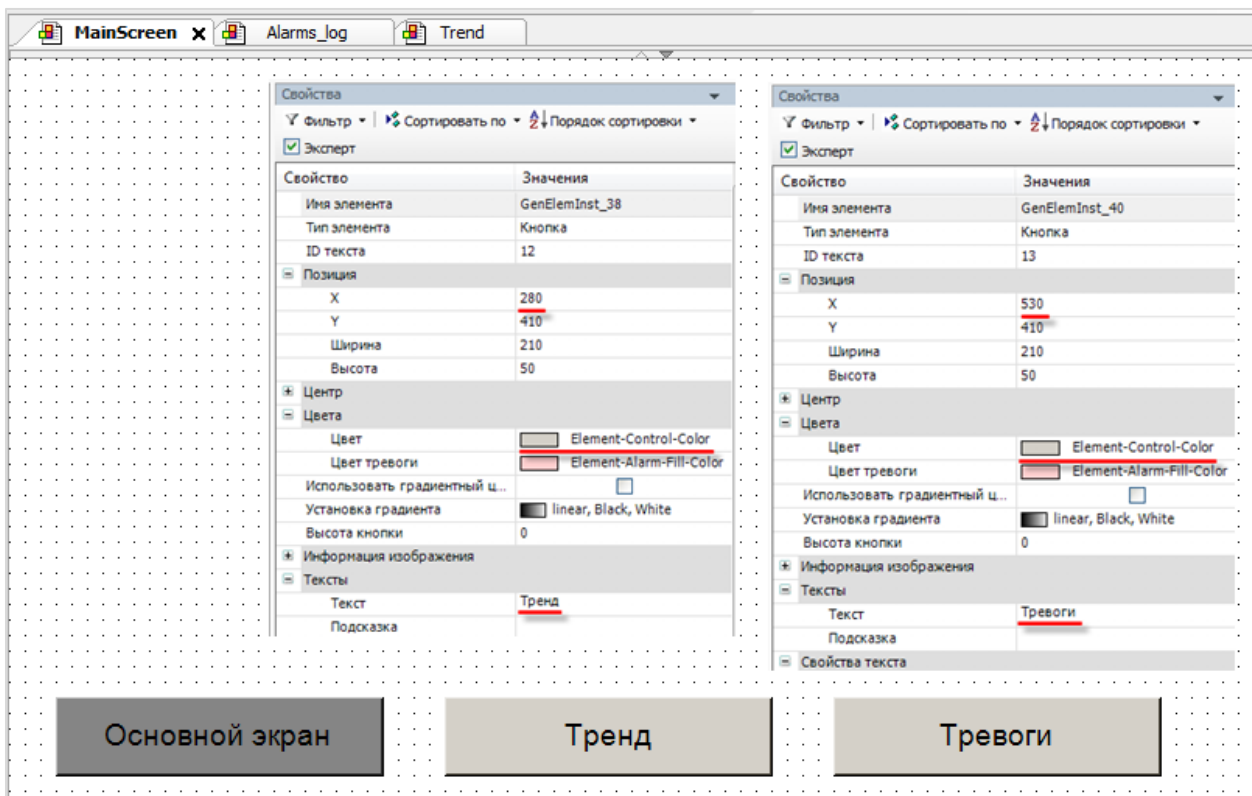 MainScreen x Alarms_log Trend
Свойства
Фильтр Сортировать по Порядок сортировки
Эксперт
Свойство Значения
Имя элемента GenElemInst_38
Тип элемента Кнопка
ID текста 12
Позиция
X 280
Y 410
Ширина 210
Высота 50
Центр
Цвета
Цвет Element-Control-Color
Цвет тревоги Element-Alarm-Fill-Color
Использовать градиентный ц...
Установка градиента linear, Black, White
Высота кнопки 0
Информация изображения
Тексты
Текст Тренд
Подсказка
Свойства
Фильтр Сортировать по Порядок сортировки
Эксперт
Свойство Значения
Имя элемента GenElemInst_40
Тип элемента Кнопка
ID текста 13
Позиция
X 530
Y 410
Ширина 210
Высота 50
Центр
Цвета
Цвет Element-Control-Color
Цвет тревоги Element-Alarm-Fill-Color
Использовать градиентный ц...
Установка градиента linear, Black, White
Высота кнопки 0
Информация изображения
Тексты
Текст Тревоги
Подсказка
Свойства текста
Основной экран Тренд Тревоги